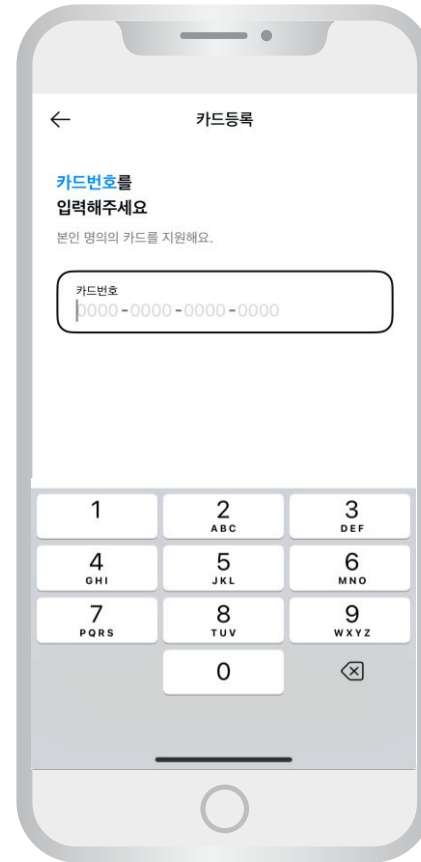 카드등록
카드번호를
입력해주세요
본인 명의의 카드를 지원해요.
카드번호
0000-0000-0000-0000
1
2
ABC
3
DEF
4
GHI
5
JKL
6
MNO
7
PQRS
8
TUV
9
WXYZ
0